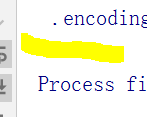 .encoding
Process fi